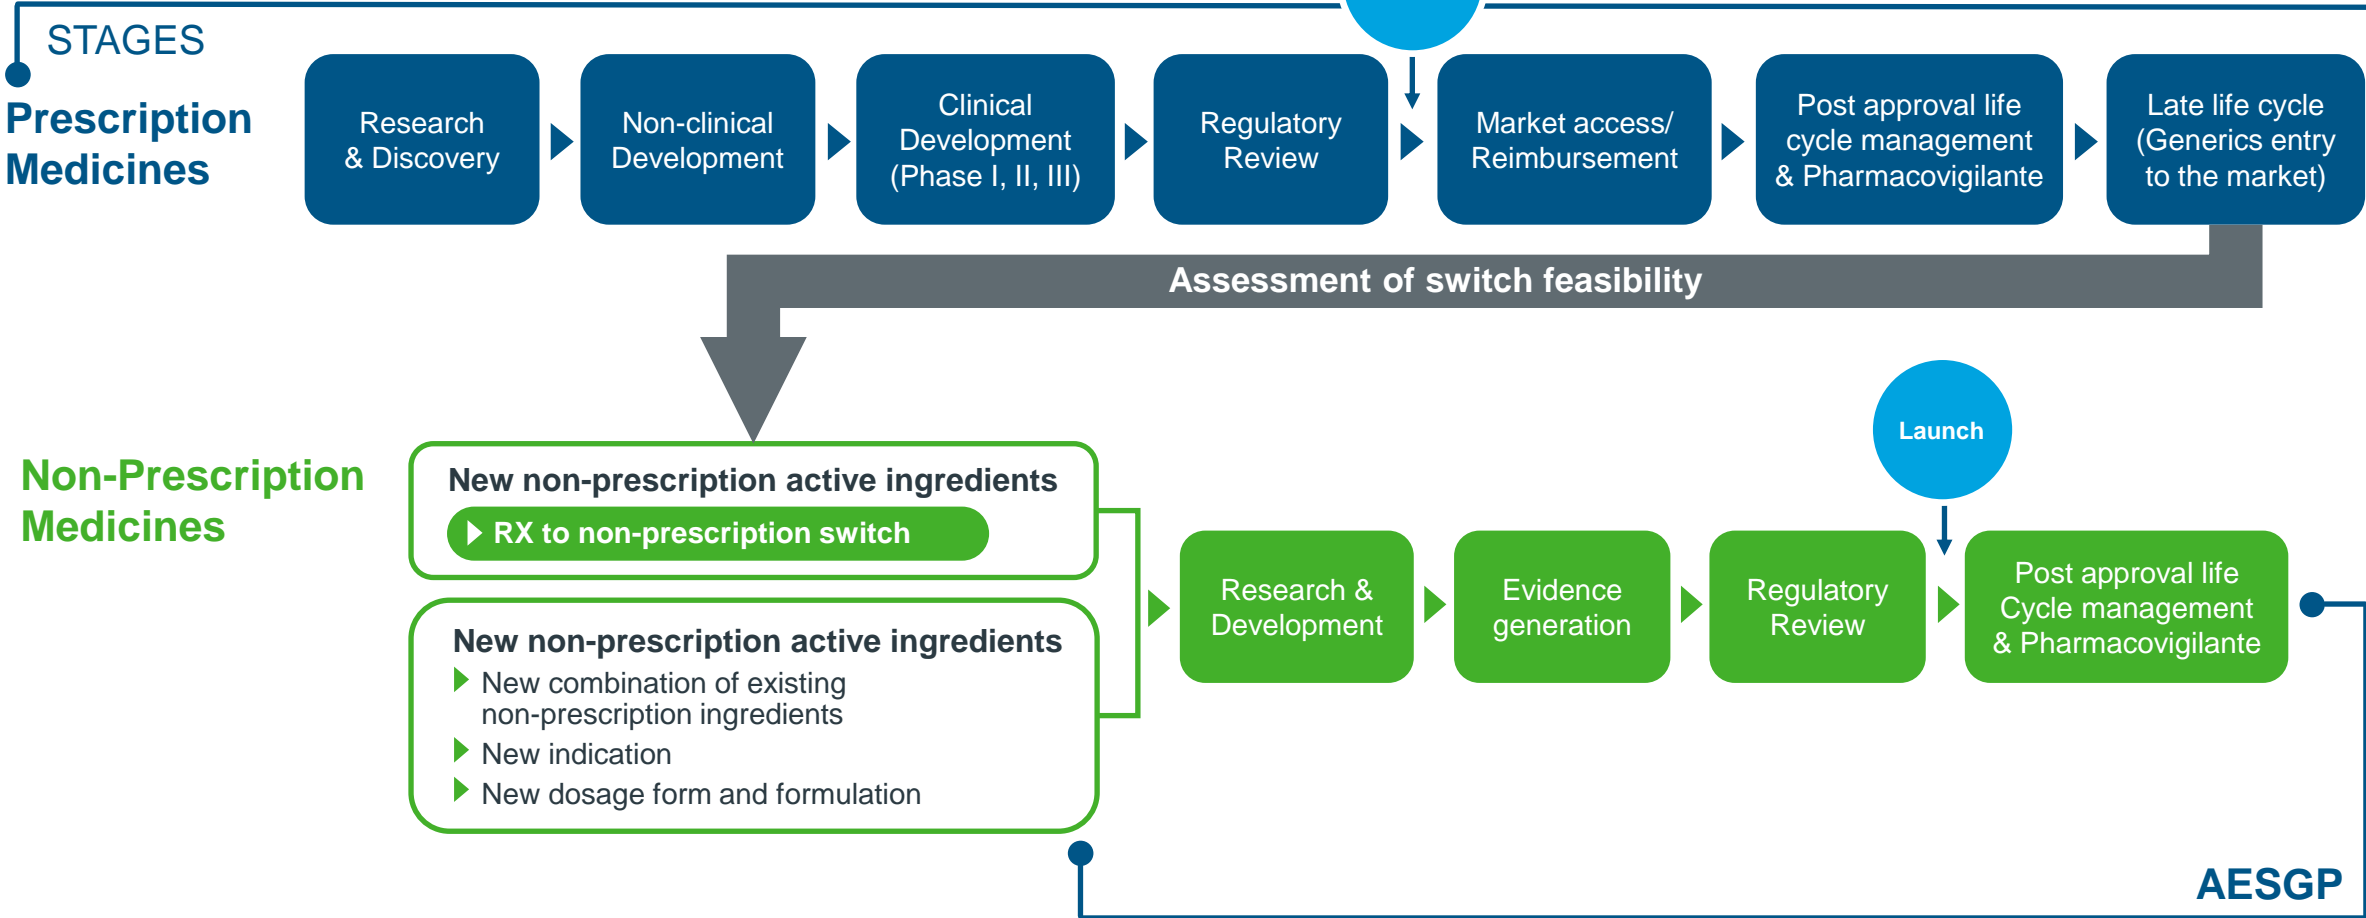 STAGES
Prescription
Medicines
Research
& Discovery
Non-clinical
Development
Clinical
Development
(Phase I, II, III)
Regulatory
Review
Market access/
Reimbursement
Post approval life
cycle management
& Pharmacovigilante
Late life cycle
(Generics entry
to the market)
Assessment of switch feasibility
Launch
Non-Prescription
Medicines
New non-prescription active ingredients
RX to non-prescription switch
New non-prescription active ingredients
New combination of existing
non-prescription ingredients
New indication
New dosage form and formulation
Research &
Development
Evidence
generation
Regulatory
Review
Post approval life
Cycle management
& Pharmacovigilante
AESGP